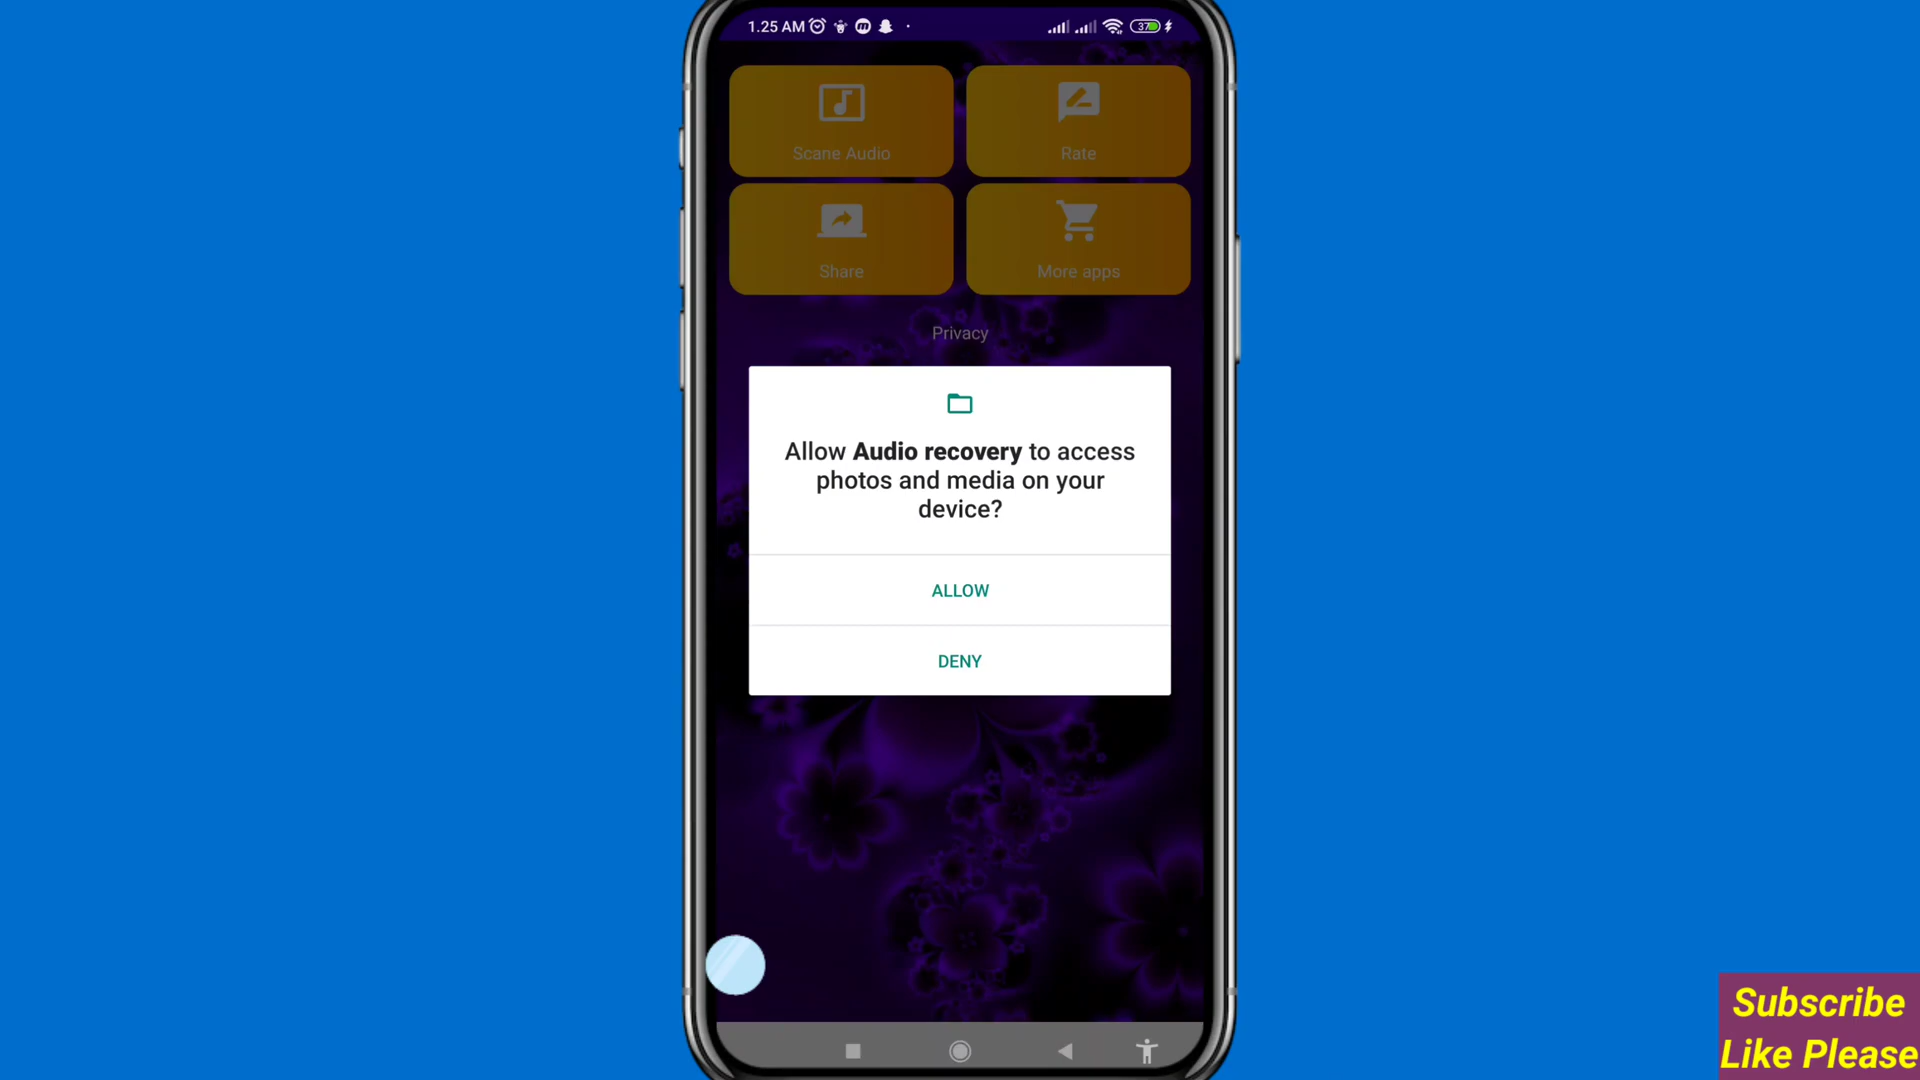 1.25 AM
37
Scane Audio
Rate
Share
More apps
Privacy
Allow Audio recovery to access
photos and media on your
device?
ALLOW
DENY
Subscribe
Like Please